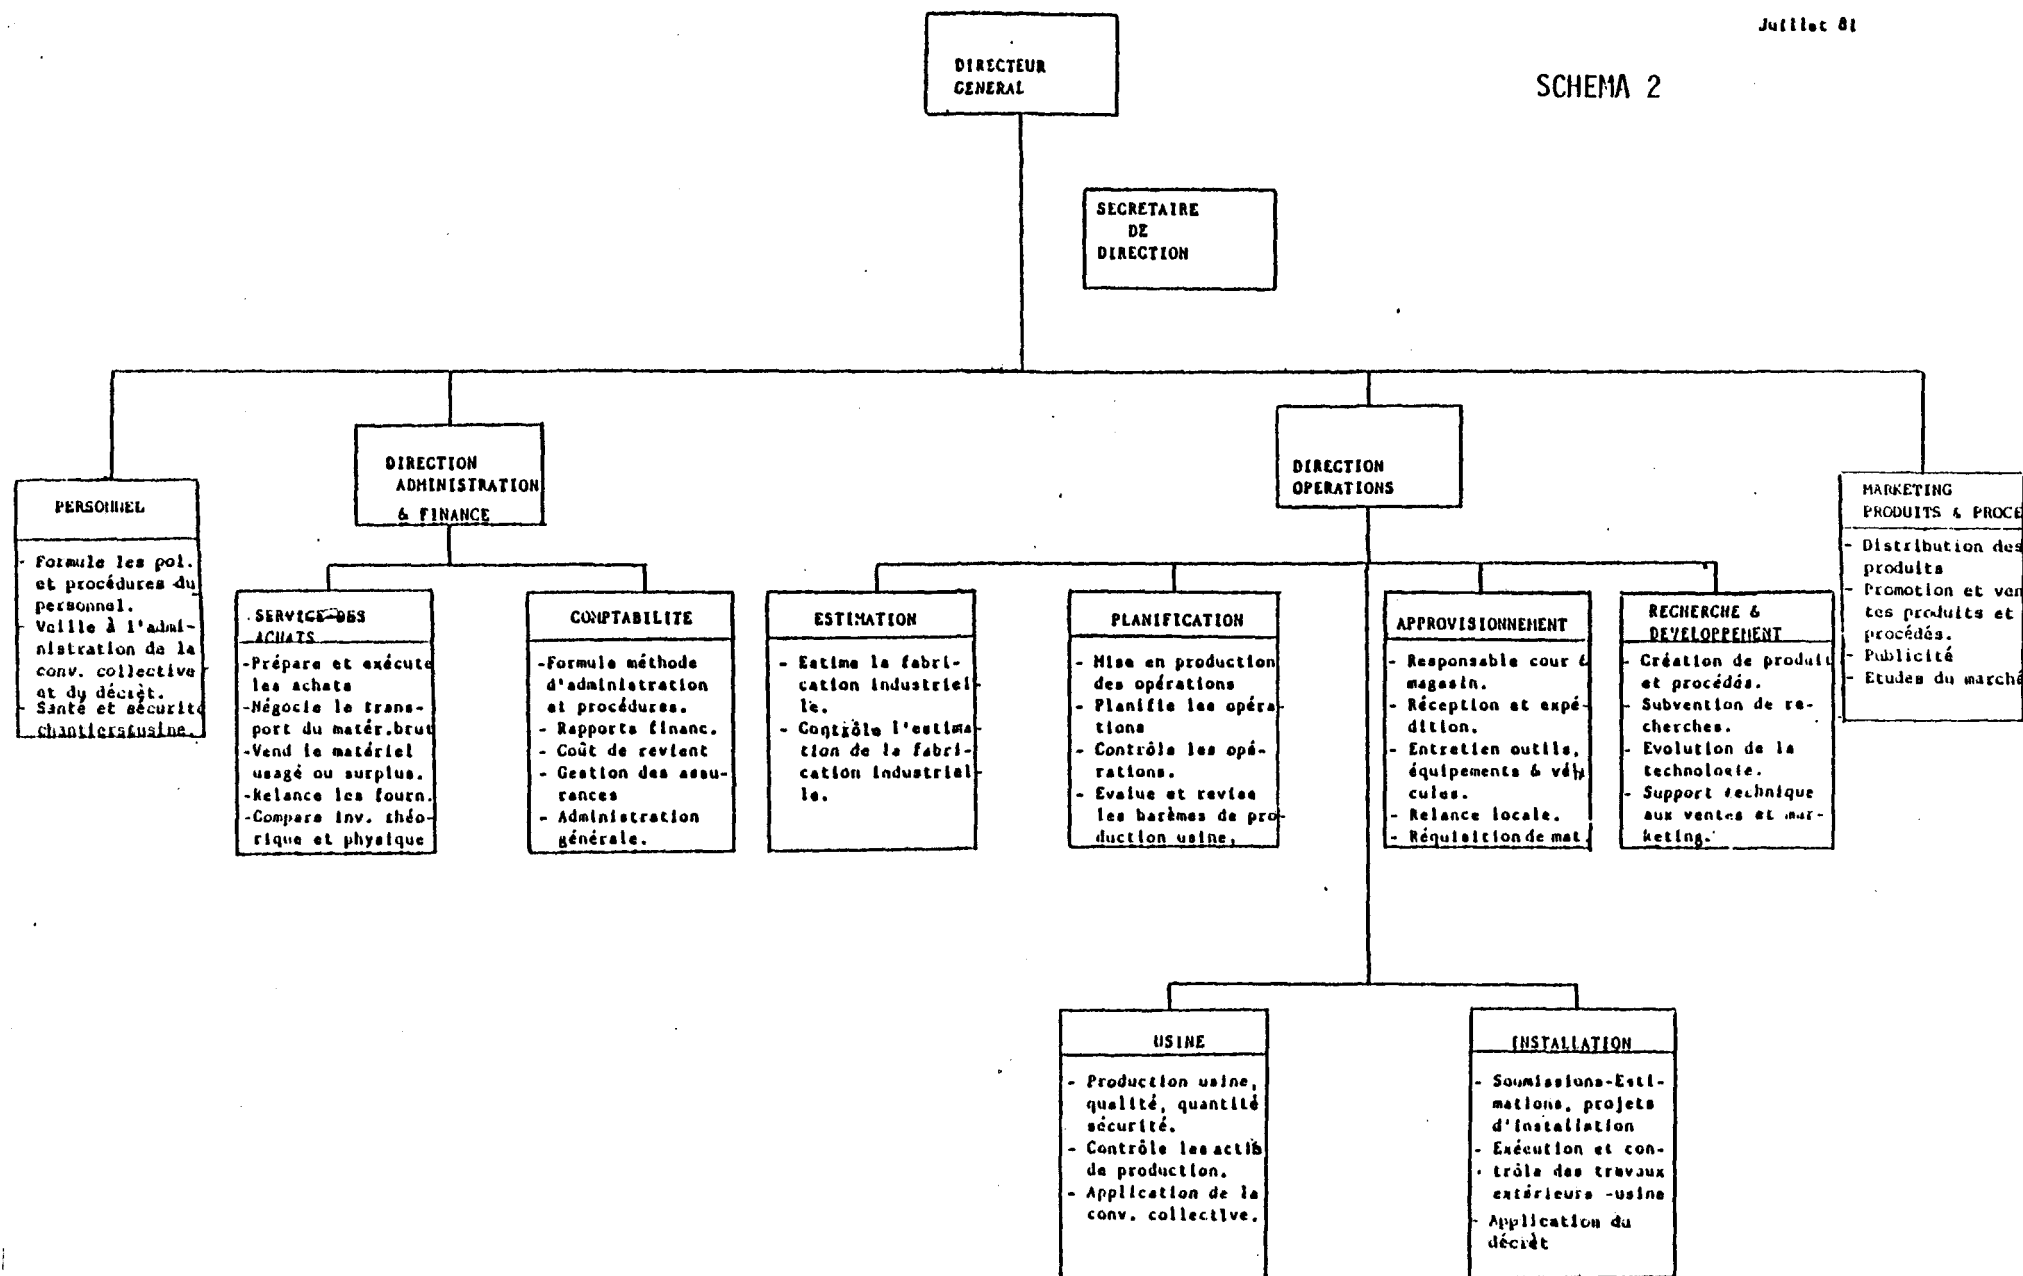 Juillet 81
SCHEMA 2
DIRECTEUR
GENERAL
SECRETAIRE
DE
DIRECTION
DIRECTION
ADMINISTRATION
& FINANCE
DIRECTION
OPERATIONS
PERSONNEL
- Formule les pol.
et procédures du
personnel.
- Veille à l'admi-
nistration de la
conv. collective
et du décrèt.
- Santé et sécurité
chantiers&usine.
SERVICE DES
ACHATS
-Prépare et exécute
les achats
-Négocie le trans-
port du matér.brut
-Vend le matériel
usagé ou surplus.
-Relance les fourn.
-Compare inv. théo-
rique et physique
COMPTABILITE
-Formule méthode
d'administration
et procédures.
- Rapports financ.
- Coût de revient
- Gestion des assu-
rances
- Administration
générale.
ESTIMATION
- Estime la fabri-
cation industriel-
le.
- Contrôle l'estima-
tion de la fabri-
cation industriel-
le.
PLANIFICATION
- Mise en production
des opérations
- Planifie les opéra-
tions
- Contrôle les opé-
rations.
- Evalue et revise
les barèmes de pro-
duction usine,
APPROVISIONNEMENT
- Responsable cour &
magasin.
- Réception et expé-
dition.
- Entretien outils,
équipements & véhi
cules.
- Relance locale.
- Réquisition de mat.
RECHERCHE &
DEVELOPPEMENT
- Création de produit
et procédés.
- Subvention de re-
cherches.
- Evolution de la
technologie.
- Support technique
aux ventes et mar-
keting.
MARKETING
PRODUITS & PROCE
- Distribution des
produits
- Promotion et ven
tes produits et
procédés.
- Publicité
- Etudes du marché
USINE
- Production usine,
qualité, quantité
sécurité.
- Contrôle les actifs
de production.
- Application de la
conv. collective.
INSTALLATION
- Soumissions-Esti-
mations, projets
d'installation
- Exécution et con-
trôle des travaux
extérieurs -usine
- Application du
décrèt